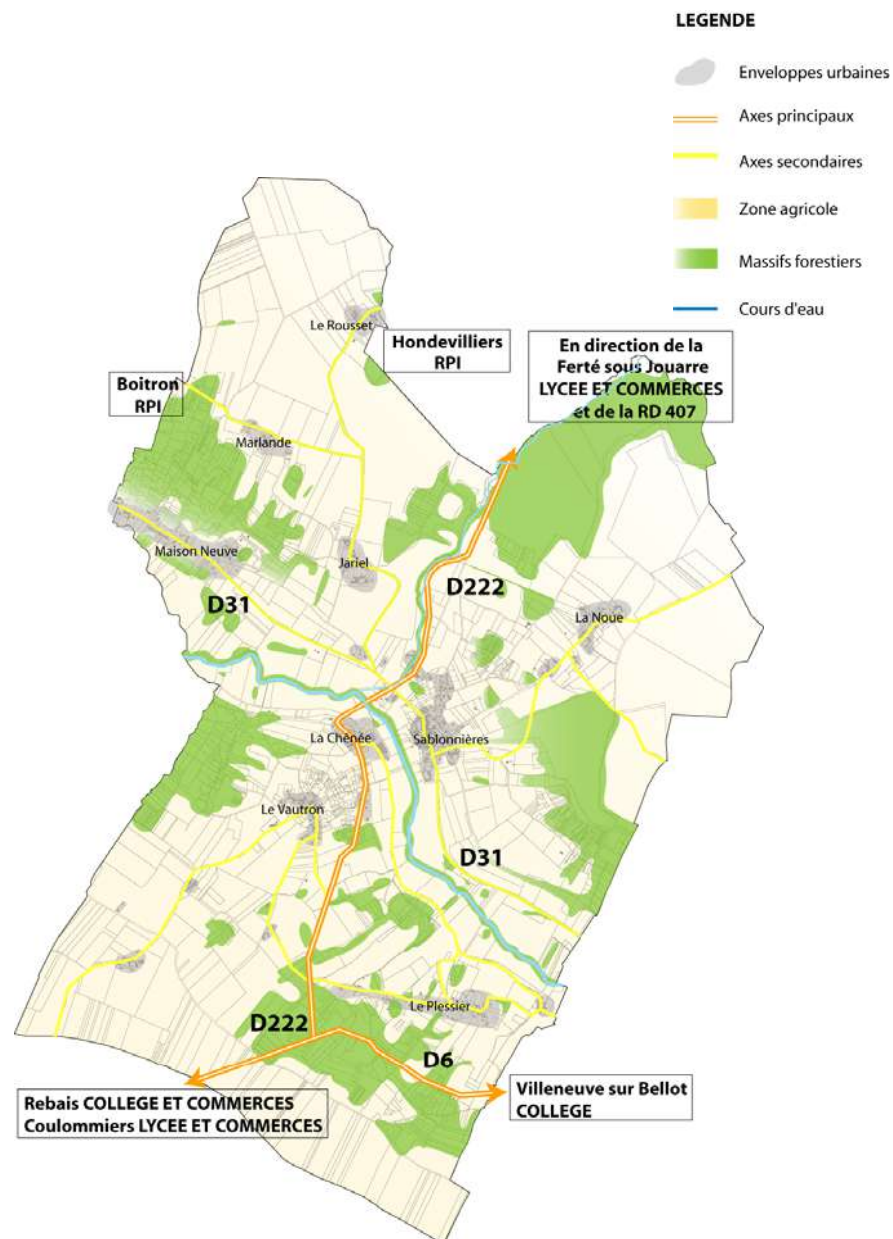 LEGENDE
Enveloppes urbaines
Axes principaux
Axes secondaires
Zone agricole
Massifs forestiers
Cours d'eau
Le Rousset
Hondevilliers
RPI
En direction de la
Ferté sous Jouarre
LYCEE ET COMMERCES
et de la RD 407
Boitron
RPI
Marlande
Maison Neuve
Jariel
D222
D31
La Noue
La Chênée
Sablonnières
Le Vautron
D31
Le Plessier
D222
D6
Rebais COLLEGE ET COMMERCES
Coulommiers LYCEE ET COMMERCES
Villeneuve sur Bellot
COLLEGE